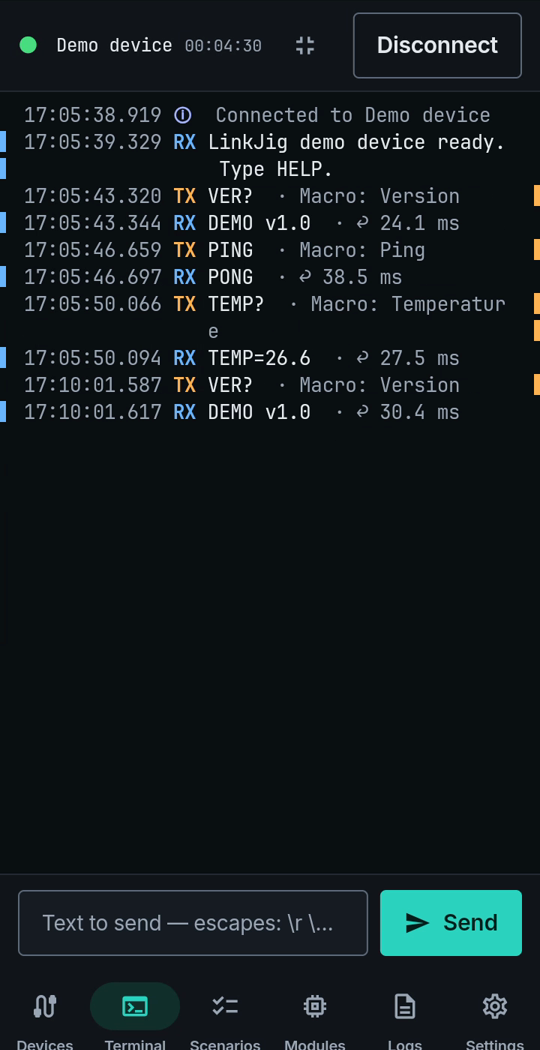 Demo device 00:04:30 Disconnect
17:05:38.919 ⓘ Connected to Demo device
17:05:39.329 RX LinkJig demo device ready.
Type HELP.
17:05:43.320 TX VER? · Macro: Version
17:05:43.344 RX DEMO v1.0 · ⤶ 24.1 ms
17:05:46.659 TX PING · Macro: Ping
17:05:46.697 RX PONG · ⤶ 38.5 ms
17:05:50.066 TX TEMP? · Macro: Temperatur
e
17:05:50.094 RX TEMP=26.6 · ⤶ 27.5 ms
17:10:01.587 TX VER? · Macro: Version
17:10:01.617 RX DEMO v1.0 · ⤶ 30.4 ms
Text to send — escapes: \r \... Send
Devices Terminal Scenarios Modules Logs Settings